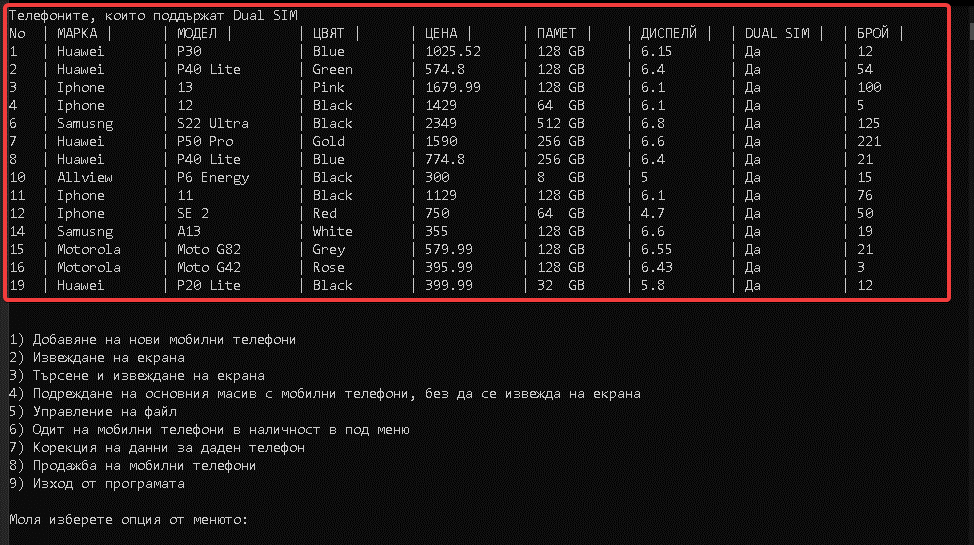 Телефоните, които поддържат Dual SIM
No | МАРКА | МОДЕЛ | ЦВЯТ | ЦЕНА | ПАМЕТ | ДИСПЕЛЙ | DUAL SIM | БРОЙ |
1 | Huawei | P30 | Blue | 1025.52 | 128 GB | 6.15 | Да | 12
2 | Huawei | P40 Lite | Green | 574.8 | 128 GB | 6.4 | Да | 54
3 | Iphone | 13 | Pink | 1679.99 | 128 GB | 6.1 | Да | 100
4 | Iphone | 12 | Black | 1429 | 64 GB | 6.1 | Да | 5
6 | Samusng | S22 Ultra | Black | 2349 | 512 GB | 6.8 | Да | 125
7 | Huawei | P50 Pro | Gold | 1590 | 256 GB | 6.6 | Да | 221
8 | Huawei | P40 Lite | Blue | 774.8 | 256 GB | 6.4 | Да | 21
10 | Allview | P6 Energy | Black | 300 | 8 GB | 5 | Да | 15
11 | Iphone | 11 | Black | 1129 | 128 GB | 6.1 | Да | 76
12 | Iphone | SE 2 | Red | 750 | 64 GB | 4.7 | Да | 50
14 | Samusng | A13 | White | 355 | 128 GB | 6.6 | Да | 19
15 | Motorola | Moto G82 | Grey | 579.99 | 128 GB | 6.55 | Да | 21
16 | Motorola | Moto G42 | Rose | 395.99 | 128 GB | 6.43 | Да | 3
19 | Huawei | P20 Lite | Black | 399.99 | 32 GB | 5.8 | Да | 12
1) Добавяне на нови мобилни телефони
2) Извеждане на екрана
3) Търсене и извеждане на екрана
4) Подреждане на основния масив с мобилни телефони, без да се извежда на екрана
5) Управление на файл
6) Одит на мобилни телефони в наличност в под меню
7) Корекция на данни за даден телефон
8) Продажба на мобилни телефони
9) Изход от програмата
Моля изберете опция от менюто: